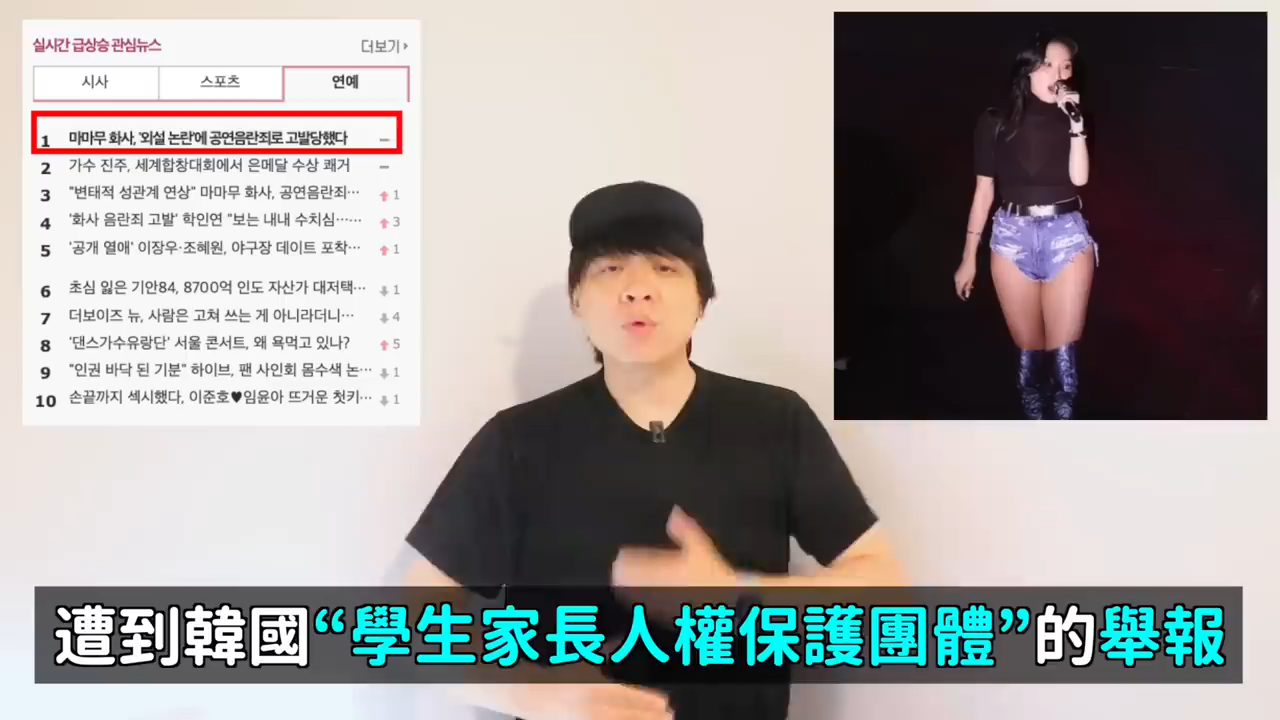 실시간 급상승 관심뉴스
더보기
시사
스포츠
연예
1 마마무 화사, '외설 논란'에 공연음란죄로 고발당했다 –
2 가수 진주, 세계합창대회에서 은메달 수상 쾌거 –
3 "변태적 성관계 연상" 마마무 화사, 공연음란죄… 1
4 '화사 음란죄 고발' 학인연 "보는 내내 수치심…… 3
5 '공개 열애' 이장우·조혜원, 야구장 데이트 포착… 1
6 초심 잃은 기안84, 8700억 인도 자산가 대저택… 1
7 더보이즈 뉴, 사람은 고쳐 쓰는 게 아니라더니… 4
8 '댄스가수유랑단' 서울 콘서트, 왜 욕먹고 있나? 5
9 "인권 바닥 된 기분" 하이브, 팬 사인회 몸수색 논… 1
10 손끝까지 섹시했다, 이준호♥임윤아 뜨거운 첫키… 1
遭到韓國“學生家長人權保護團體”的舉報